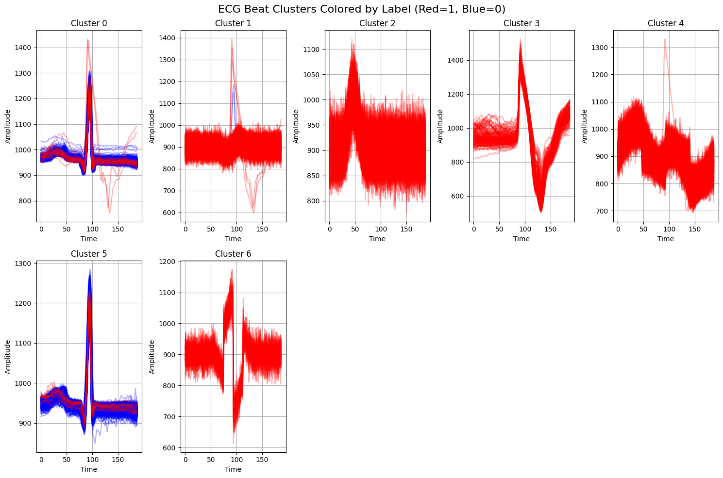 ECG Beat Clusters Colored by Label (Red=1, Blue=0)
Cluster 0
Cluster 1
Cluster 2
Cluster 3
Cluster 4
1400
1300
1200
1100
1000
900
800
Amplitude
0 50 100 150
Time
1400
1300
1200
1100
1000
900
800
700
600
Amplitude
0 50 100 150
Time
1100
1050
1000
950
900
850
800
Amplitude
0 50 100 150
Time
1400
1200
1000
800
600
Amplitude
0 50 100 150
Time
1300
1200
1100
1000
900
800
700
Amplitude
0 50 100 150
Time
Cluster 5
Cluster 6
1300
1200
1100
1000
900
Amplitude
0 50 100 150
Time
1200
1100
1000
900
800
700
600
Amplitude
0 50 100 150
Time